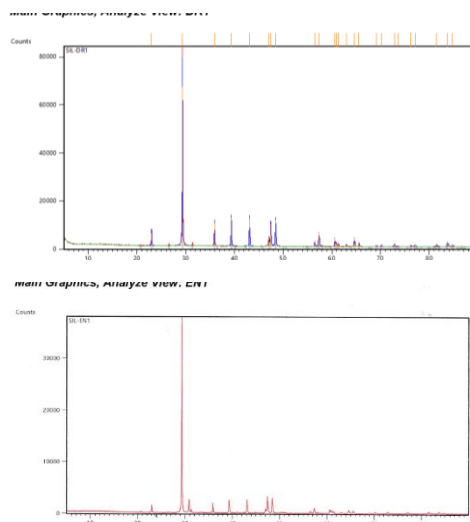 Main Graphics, Analyze View: DR1
Counts
SIL-DR1
80000
60000
40000
20000
0
10 20 30 40 50 60 70 80
Main Graphics, Analyze View: EN1
Counts
SIL-EN1
30000
20000
10000
0